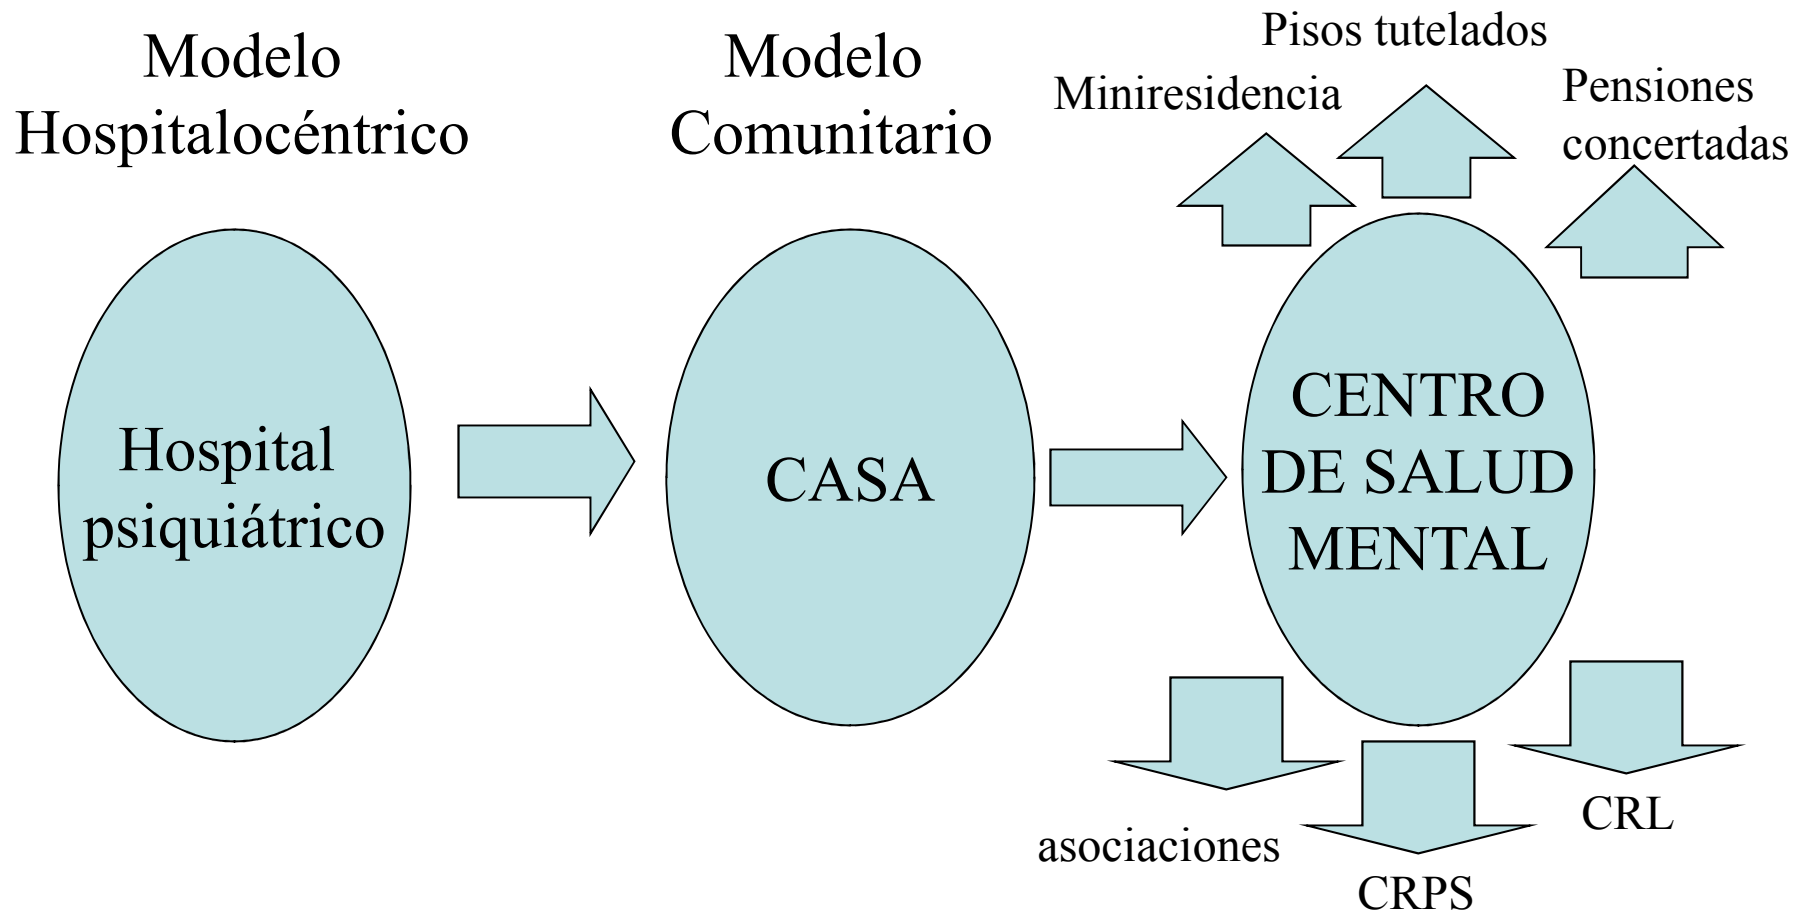 Modelo
Hospitalocéntrico
Modelo
Comunitario
Pisos tutelados
Miniresidencia
Pensiones
concertadas
Hospital
psiquiátrico
CASA
CENTRO
DE SALUD
MENTAL
asociaciones
CRPS
CRL